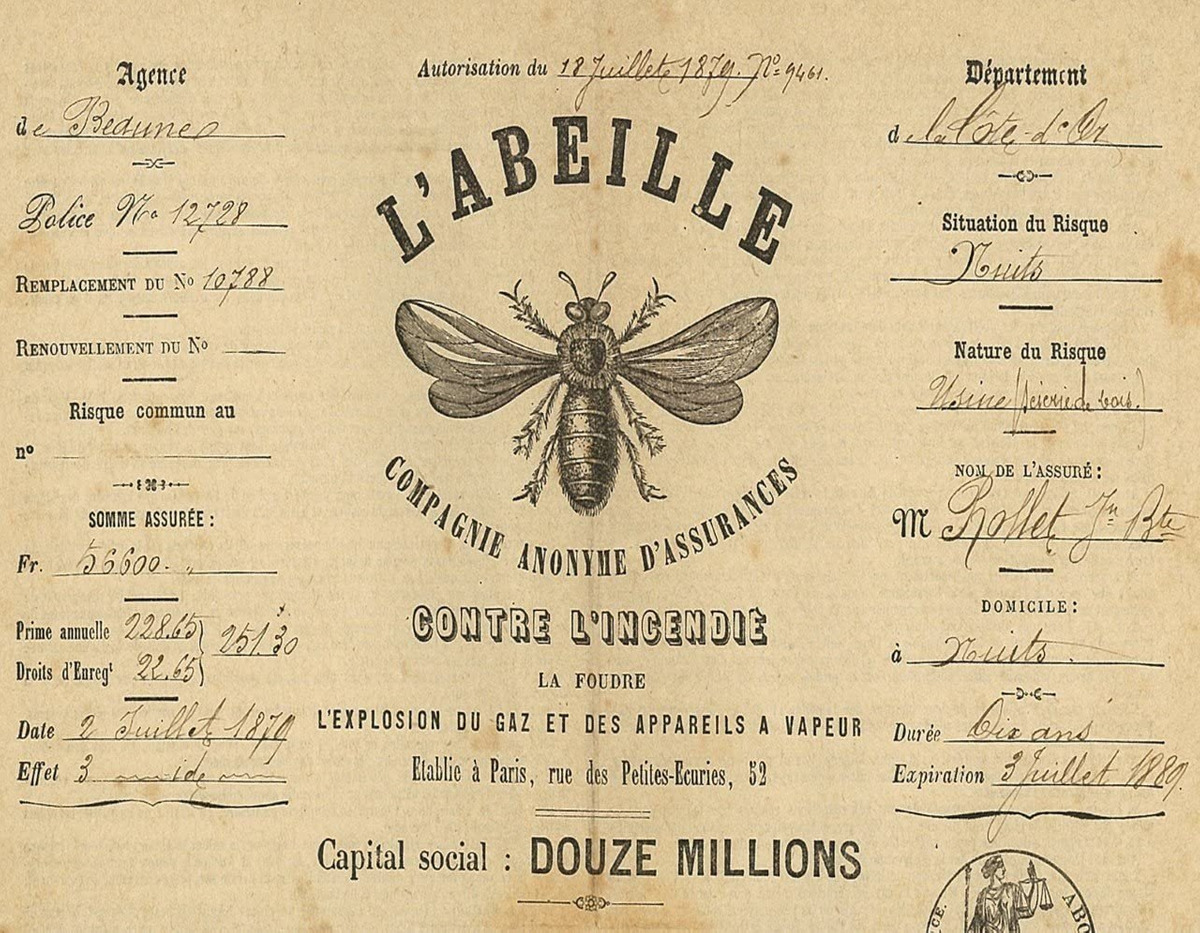 Agence
de Beaune
Police No 12728
REMPLACEMENT DU No 10788
RENOUVELLEMENT DU No
Risque commun au
no
SOMME ASSURÉE :
Fr. 56600. "
Prime annuelle 228.65 } 251.30
Droits d'Enregt 22.65
Date 2 Juillet 1879
Effet 3 — id —
Autorisation du 18 Juillet 1879. No 9461.
L'ABEILLE
COMPAGNIE ANONYME D'ASSURANCES
CONTRE L'INCENDIE
LA FOUDRE
L'EXPLOSION DU GAZ ET DES APPAREILS A VAPEUR
Etablie à Paris, rue des Petites-Ecuries, 52
Capital social : DOUZE MILLIONS
Département
de la Côte-d'Or
Situation du Risque
Nuits
Nature du Risque
Usine (scierie de bois.)
NOM DE L'ASSURÉ :
M Rollet Jn Bte
DOMICILE :
à Nuits.
Durée Dix ans
Expiration 3 Juillet 1889.